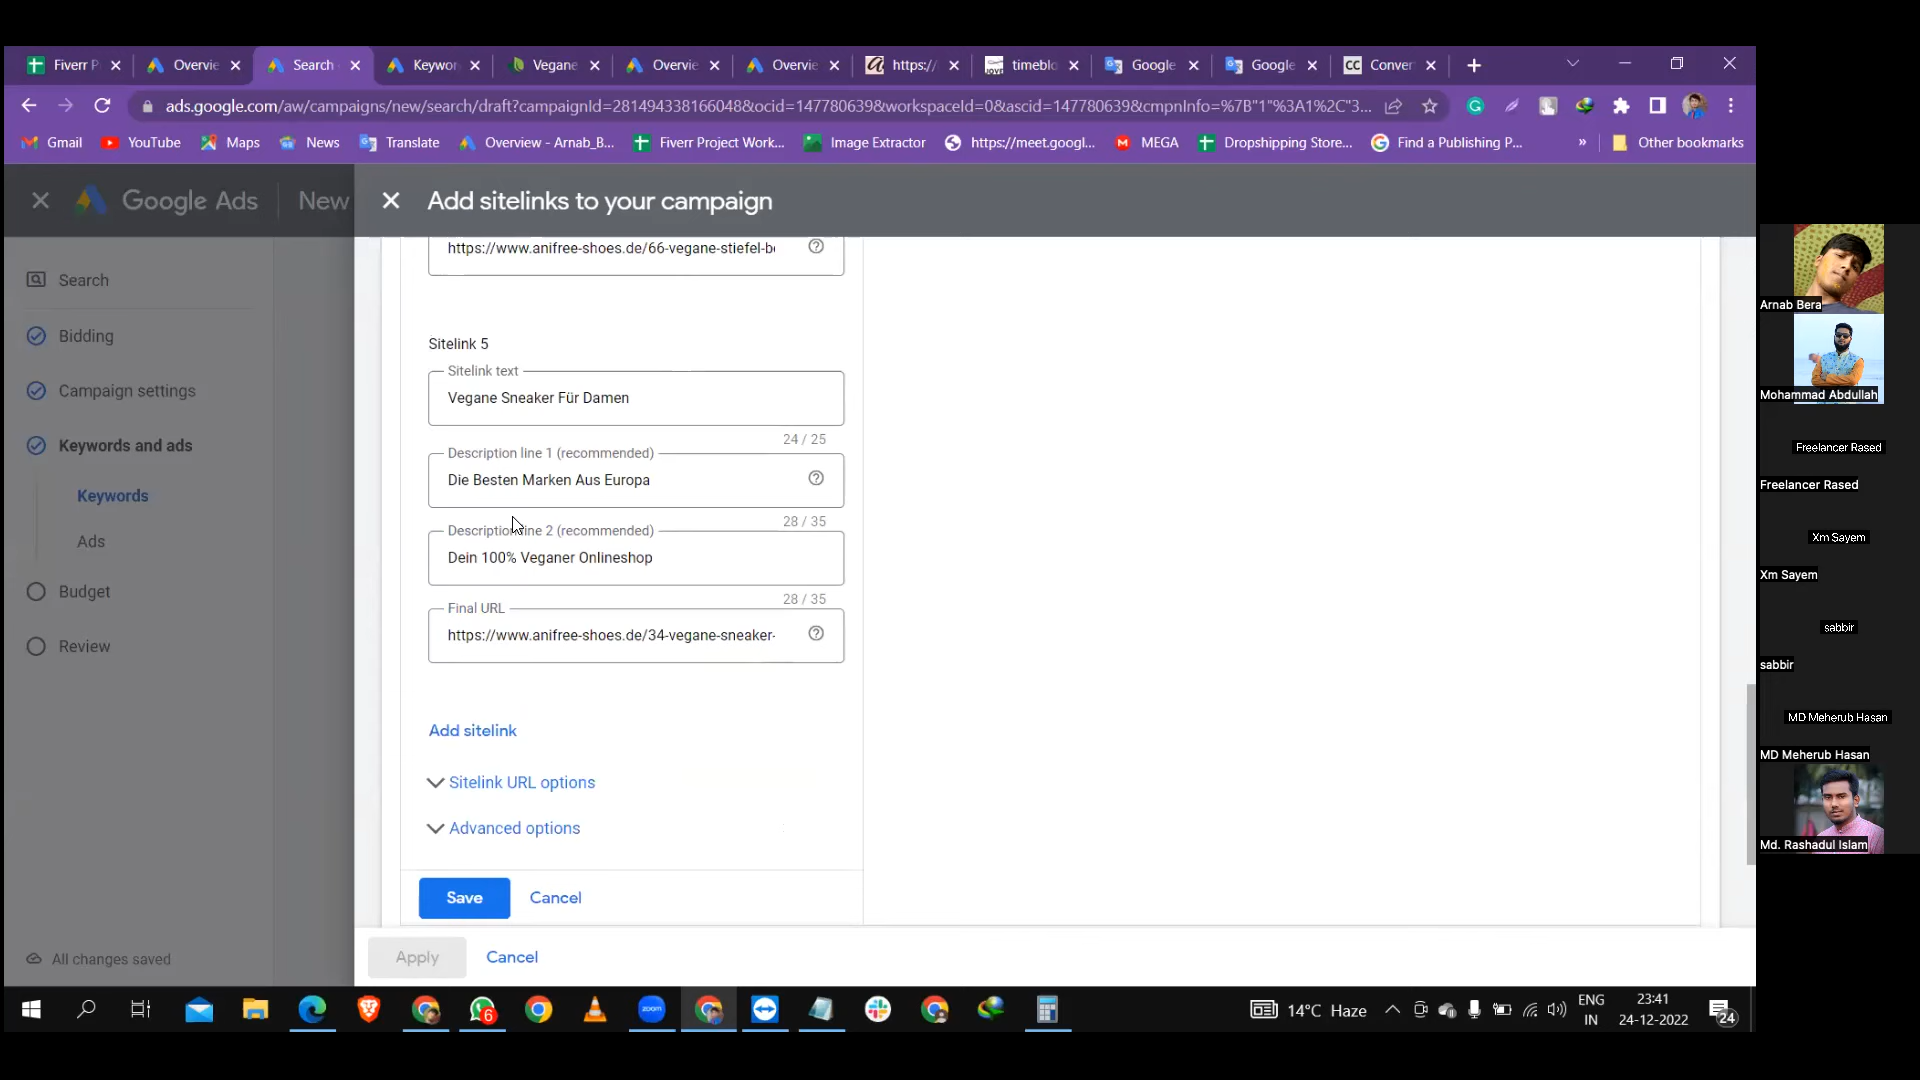 Fiverr P
Overvie
Search
Keywor
Vegane
Overvie
Overvie
https://
timeblo
Google
Google
CC Conver
ads.google.com/aw/campaigns/new/search/draft?campaignId=281494338166048&ocid=147780639&workspaceId=0&ascid=147780639&cmpnInfo=%7B"1"%3A1%2C"3...
Gmail
YouTube
Maps
News
Translate
Overview - Arnab_B...
Fiverr Project Work...
Image Extractor
https://meet.googl...
MEGA
Dropshipping Store...
Find a Publishing P...
»
Other bookmarks
Google Ads
New
Add sitelinks to your campaign
Search
Bidding
Campaign settings
Keywords and ads
Keywords
Ads
Budget
Review
All changes saved
https://www.anifree-shoes.de/66-vegane-stiefel-b
Sitelink 5
Sitelink text
Vegane Sneaker Für Damen
24 / 25
Description line 1 (recommended)
Die Besten Marken Aus Europa
28 / 35
Description line 2 (recommended)
Dein 100% Veganer Onlineshop
28 / 35
Final URL
https://www.anifree-shoes.de/34-vegane-sneaker-
Add sitelink
Sitelink URL options
Advanced options
Save
Cancel
Apply
Cancel
Arnab Bera
Mohammad Abdullah
Freelancer Rased
Freelancer Rased
Xm Sayem
Xm Sayem
sabbir
sabbir
MD Meherub Hasan
MD Meherub Hasan
Md. Rashadul Islam
6
zoom
14°C Haze
ENG
IN
23:41
24-12-2022
24